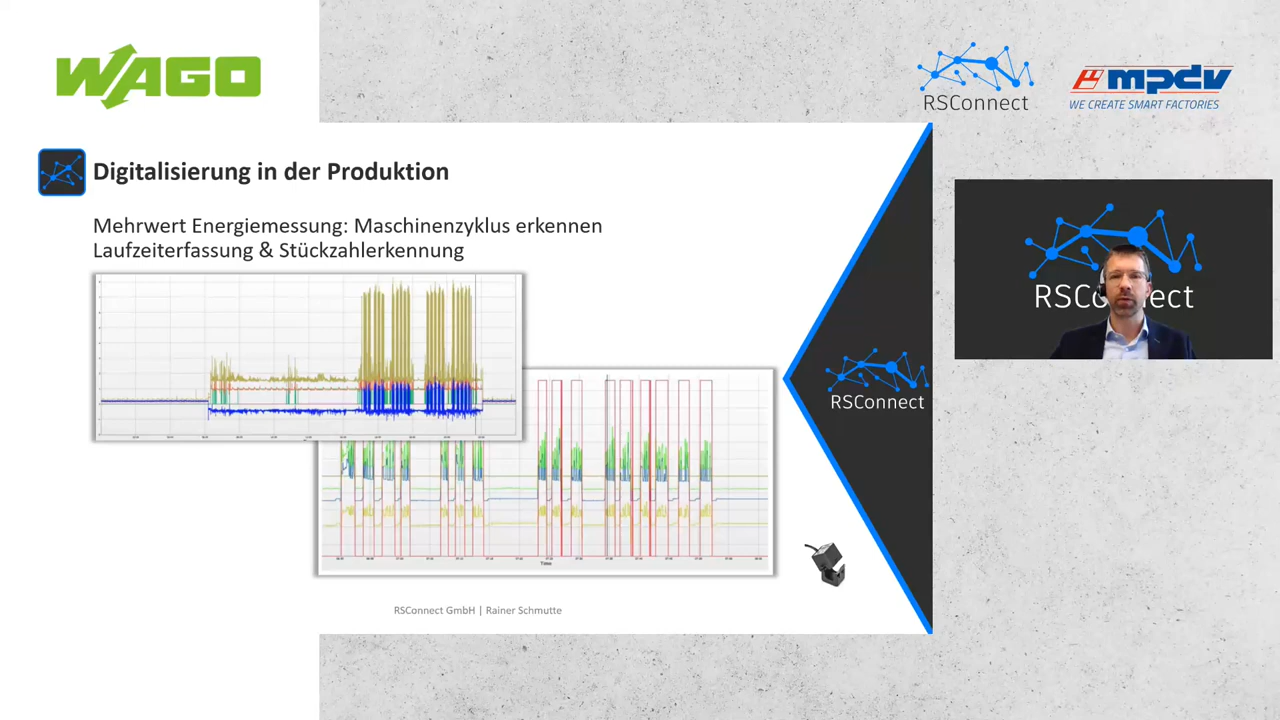 WAGO
RSConnect
mpdv
WE CREATE SMART FACTORIES
Digitalisierung in der Produktion
Mehrwert Energiemessung: Maschinenzyklus erkennen
Laufzeiterfassung & Stückzahlerkennung
RSConnect
RSConnect
Time
RSConnect GmbH | Rainer Schmutte